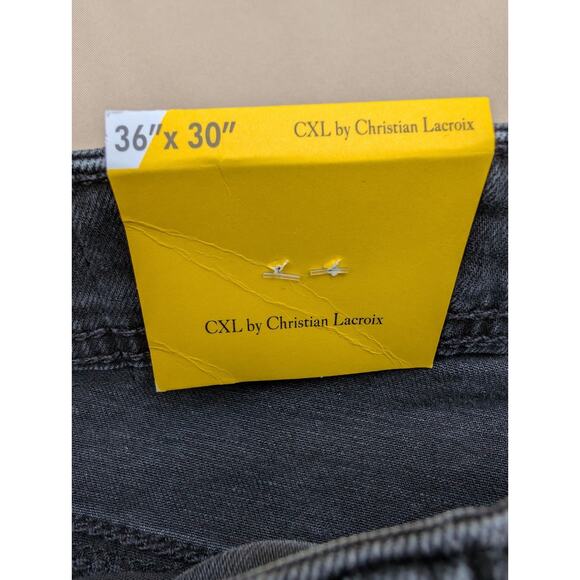 36" x 30" CXL by Christian Lacroix
CXL by Christian Lacroix